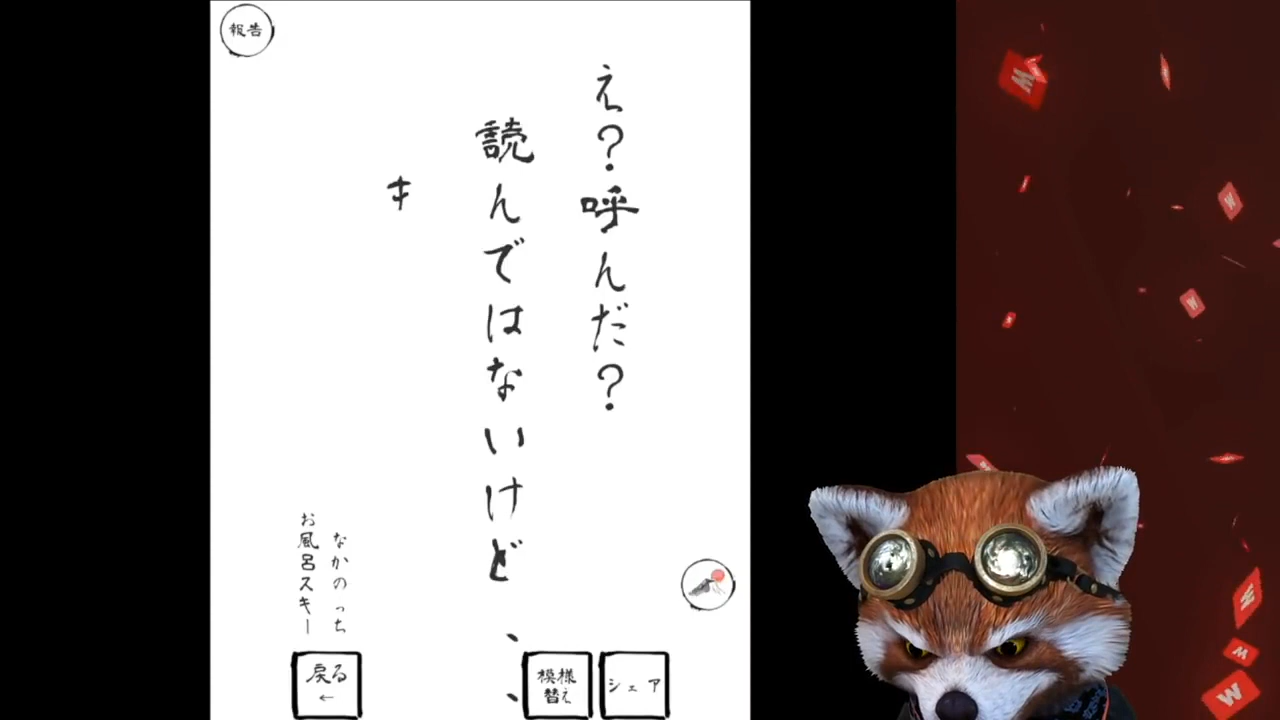 報告
え?呼んだ?
読んではないけど、、
キ
なかのっち
お風呂スキー
戻る
←
模様
替え
シェア